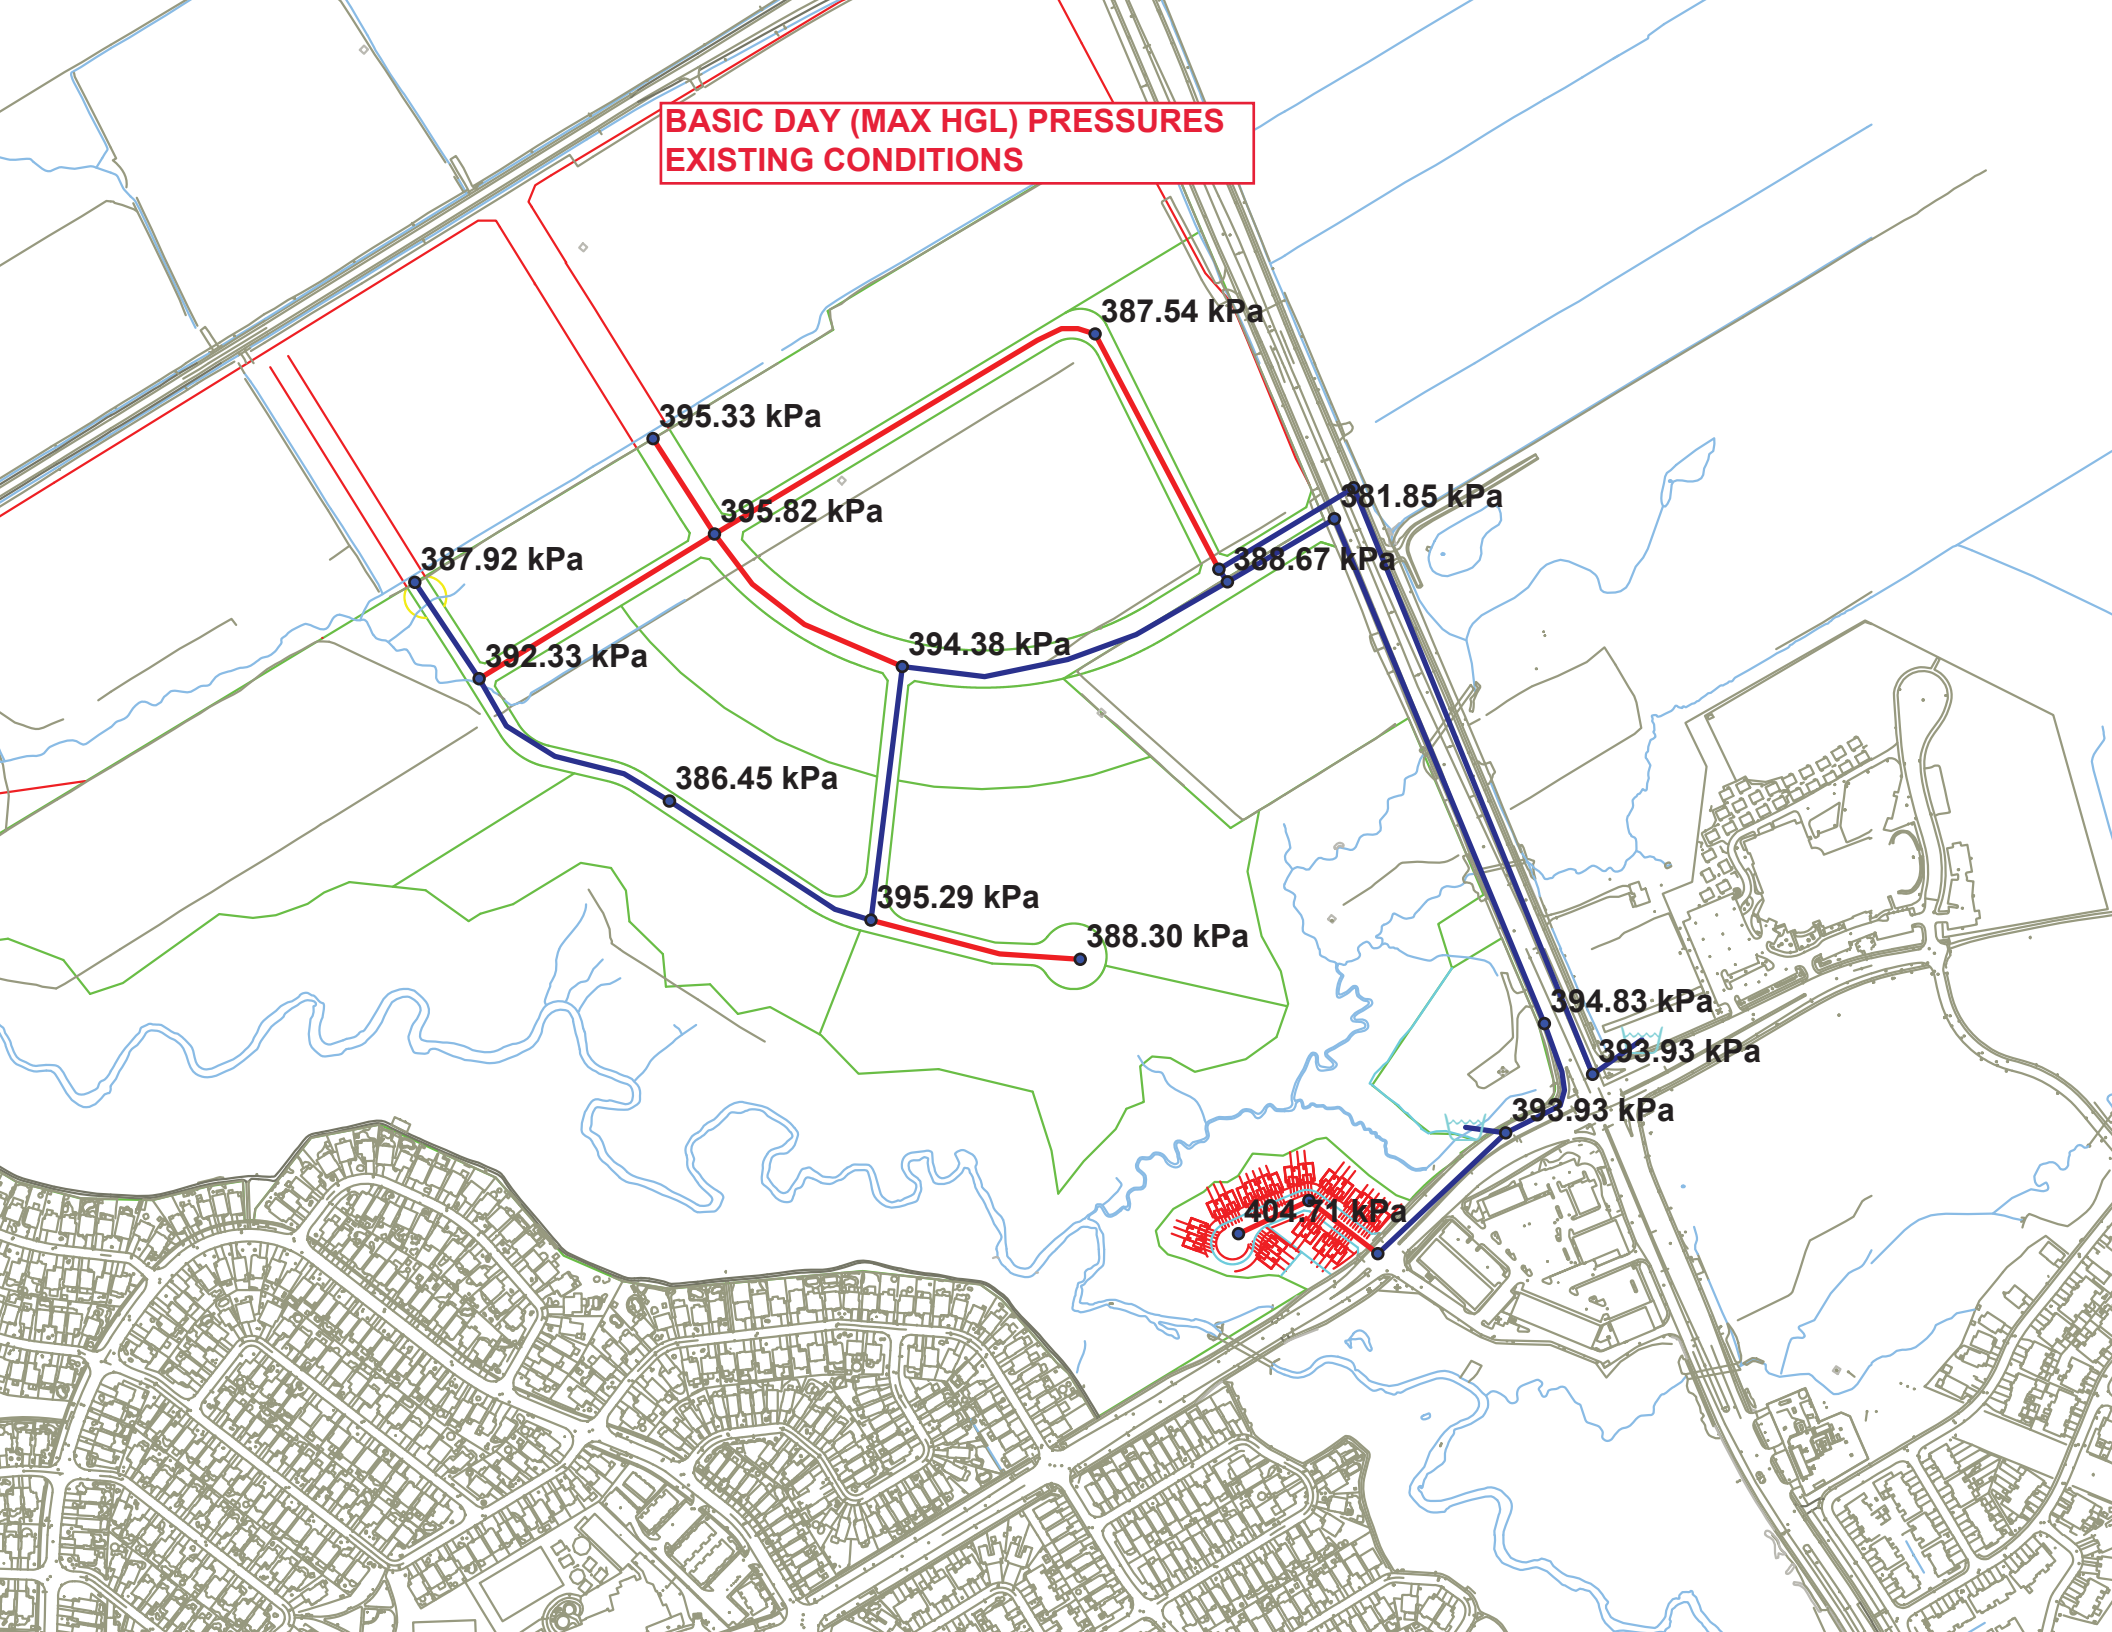 BASIC DAY (MAX HGL) PRESSURES
EXISTING CONDITIONS
387.54 kPa
395.33 kPa
381.85 kPa
395.82 kPa
387.92 kPa
388.67 kPa
394.38 kPa
392.33 kPa
386.45 kPa
395.29 kPa
388.30 kPa
394.83 kPa
393.93 kPa
393.93 kPa
404.71 kPa